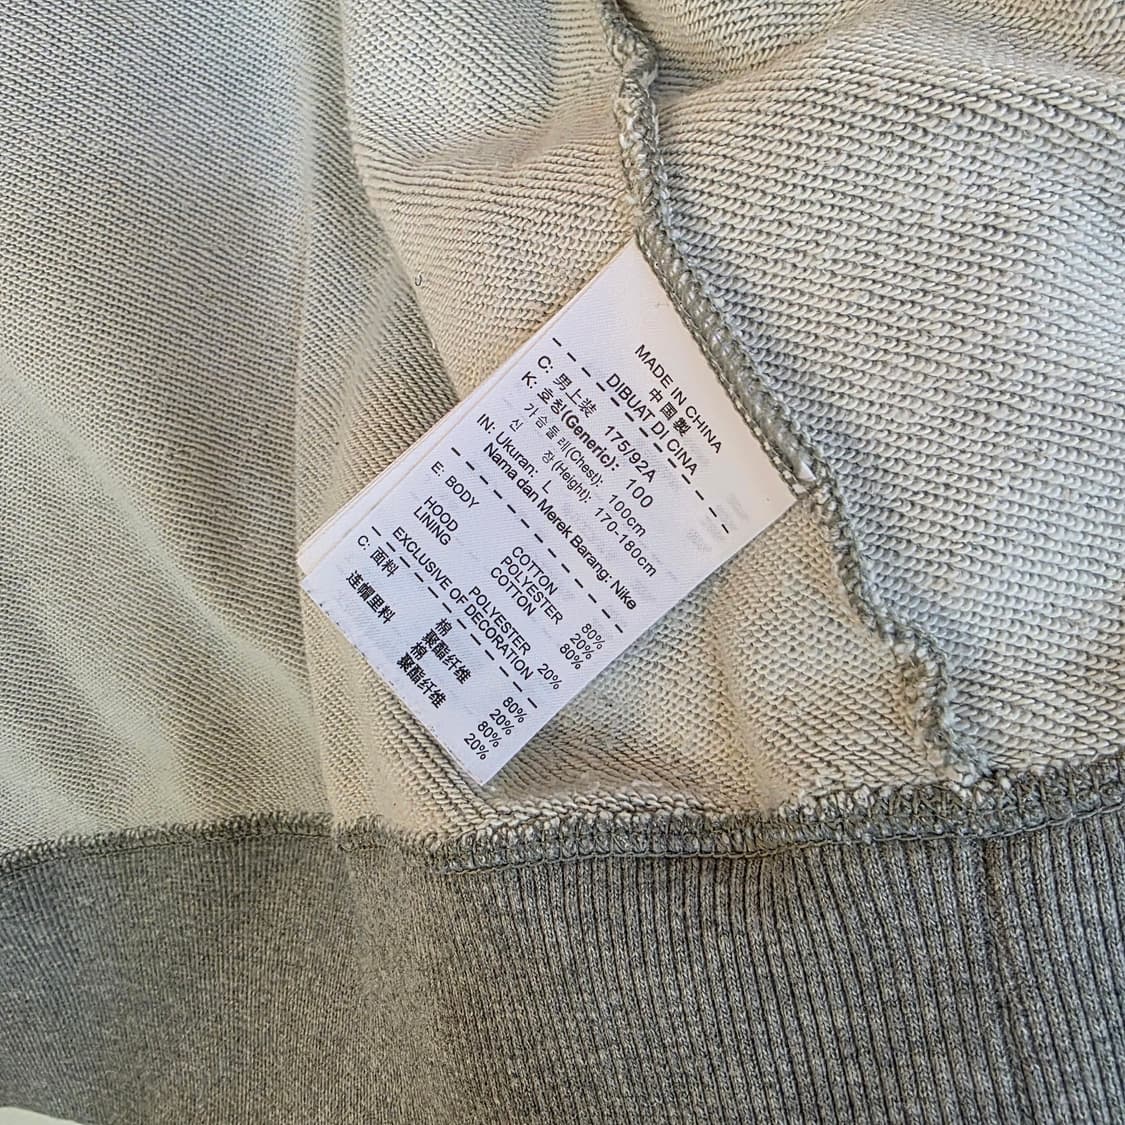 MADE IN CHINA
中国製
DIBUAT DI CINA
C: 男上装 175/92A
K: 호칭(Generic): 100
가슴둘레(Chest): 100cm
신 장(Height): 170-180cm
IN: Ukuran: L
Nama dan Merek Barang: Nike
E: BODY COTTON 80%
POLYESTER 20%
HOOD COTTON 80%
LINING POLYESTER 20%
EXCLUSIVE OF DECORATION
C: 面料 棉 80%
聚酯纤维 20%
连帽里料 棉 80%
聚酯纤维 20%